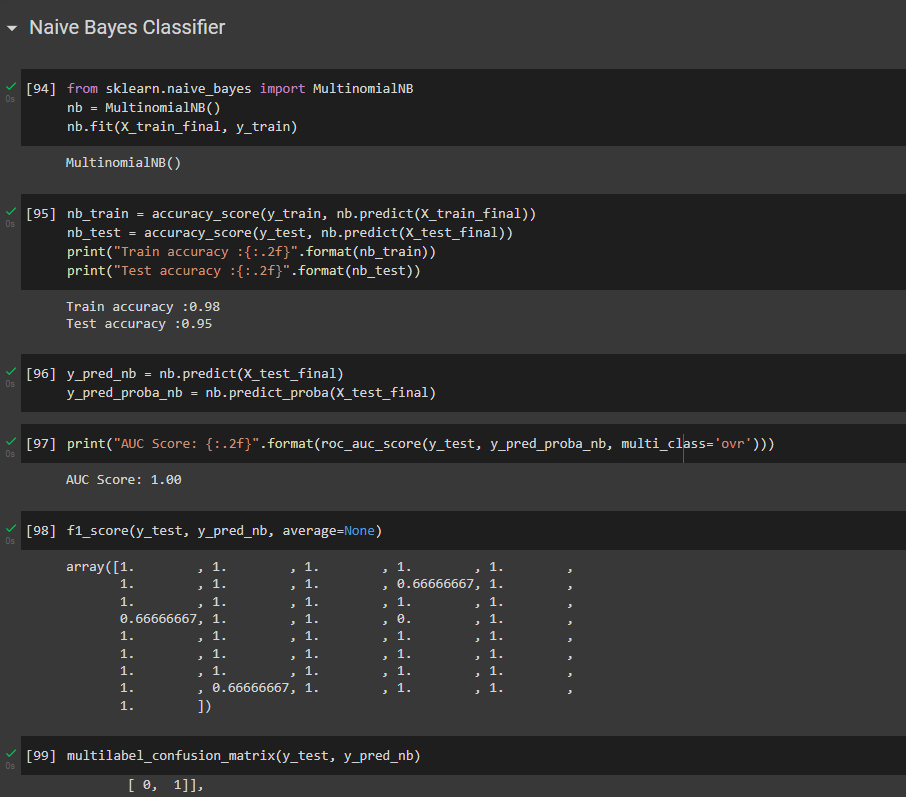 Naive Bayes Classifier
0s
[94] from sklearn.naive_bayes import MultinomialNB
nb = MultinomialNB()
nb.fit(X_train_final, y_train)
MultinomialNB()
0s
[95] nb_train = accuracy_score(y_train, nb.predict(X_train_final))
nb_test = accuracy_score(y_test, nb.predict(X_test_final))
print("Train accuracy :{:.2f}".format(nb_train))
print("Test accuracy :{:.2f}".format(nb_test))
Train accuracy :0.98
Test accuracy :0.95
0s
[96] y_pred_nb = nb.predict(X_test_final)
y_pred_proba_nb = nb.predict_proba(X_test_final)
0s
[97] print("AUC Score: {:.2f}".format(roc_auc_score(y_test, y_pred_proba_nb, multi_class='ovr')))
AUC Score: 1.00
0s
[98] f1_score(y_test, y_pred_nb, average=None)
array([1.        , 1.        , 1.        , 1.        , 1.        ,
1.        , 1.        , 1.        , 0.66666667, 1.        ,
1.        , 1.        , 1.        , 1.        , 1.        ,
0.66666667, 1.        , 1.        , 0.        , 1.        ,
1.        , 1.        , 1.        , 1.        , 1.        ,
1.        , 1.        , 1.        , 1.        , 1.        ,
1.        , 1.        , 1.        , 1.        , 1.        ,
1.        , 0.66666667, 1.        , 1.        , 1.        ,
1.        ])
0s
[99] multilabel_confusion_matrix(y_test, y_pred_nb)
[ 0,  1]],